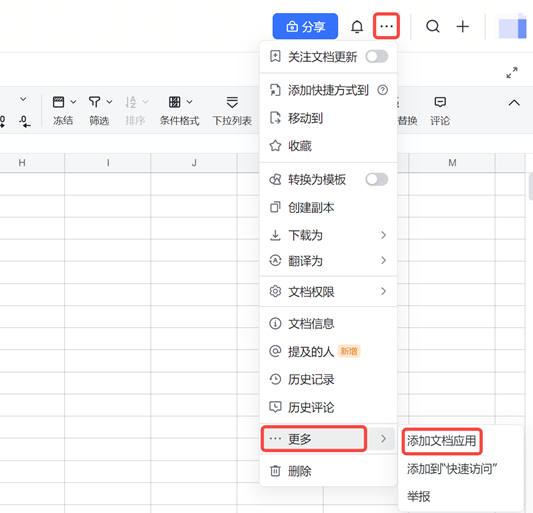 分享
关注文档更新
添加快捷方式到
移动到
收藏
冻结
筛选
排序
条件格式
下拉列表
替换
评论
H
I
J
M
转换为模板
创建副本
下载为
翻译为
文档权限
文档信息
提及的人 新增
历史记录
历史评论
更多
添加文档应用
添加到“快速访问”
举报
删除